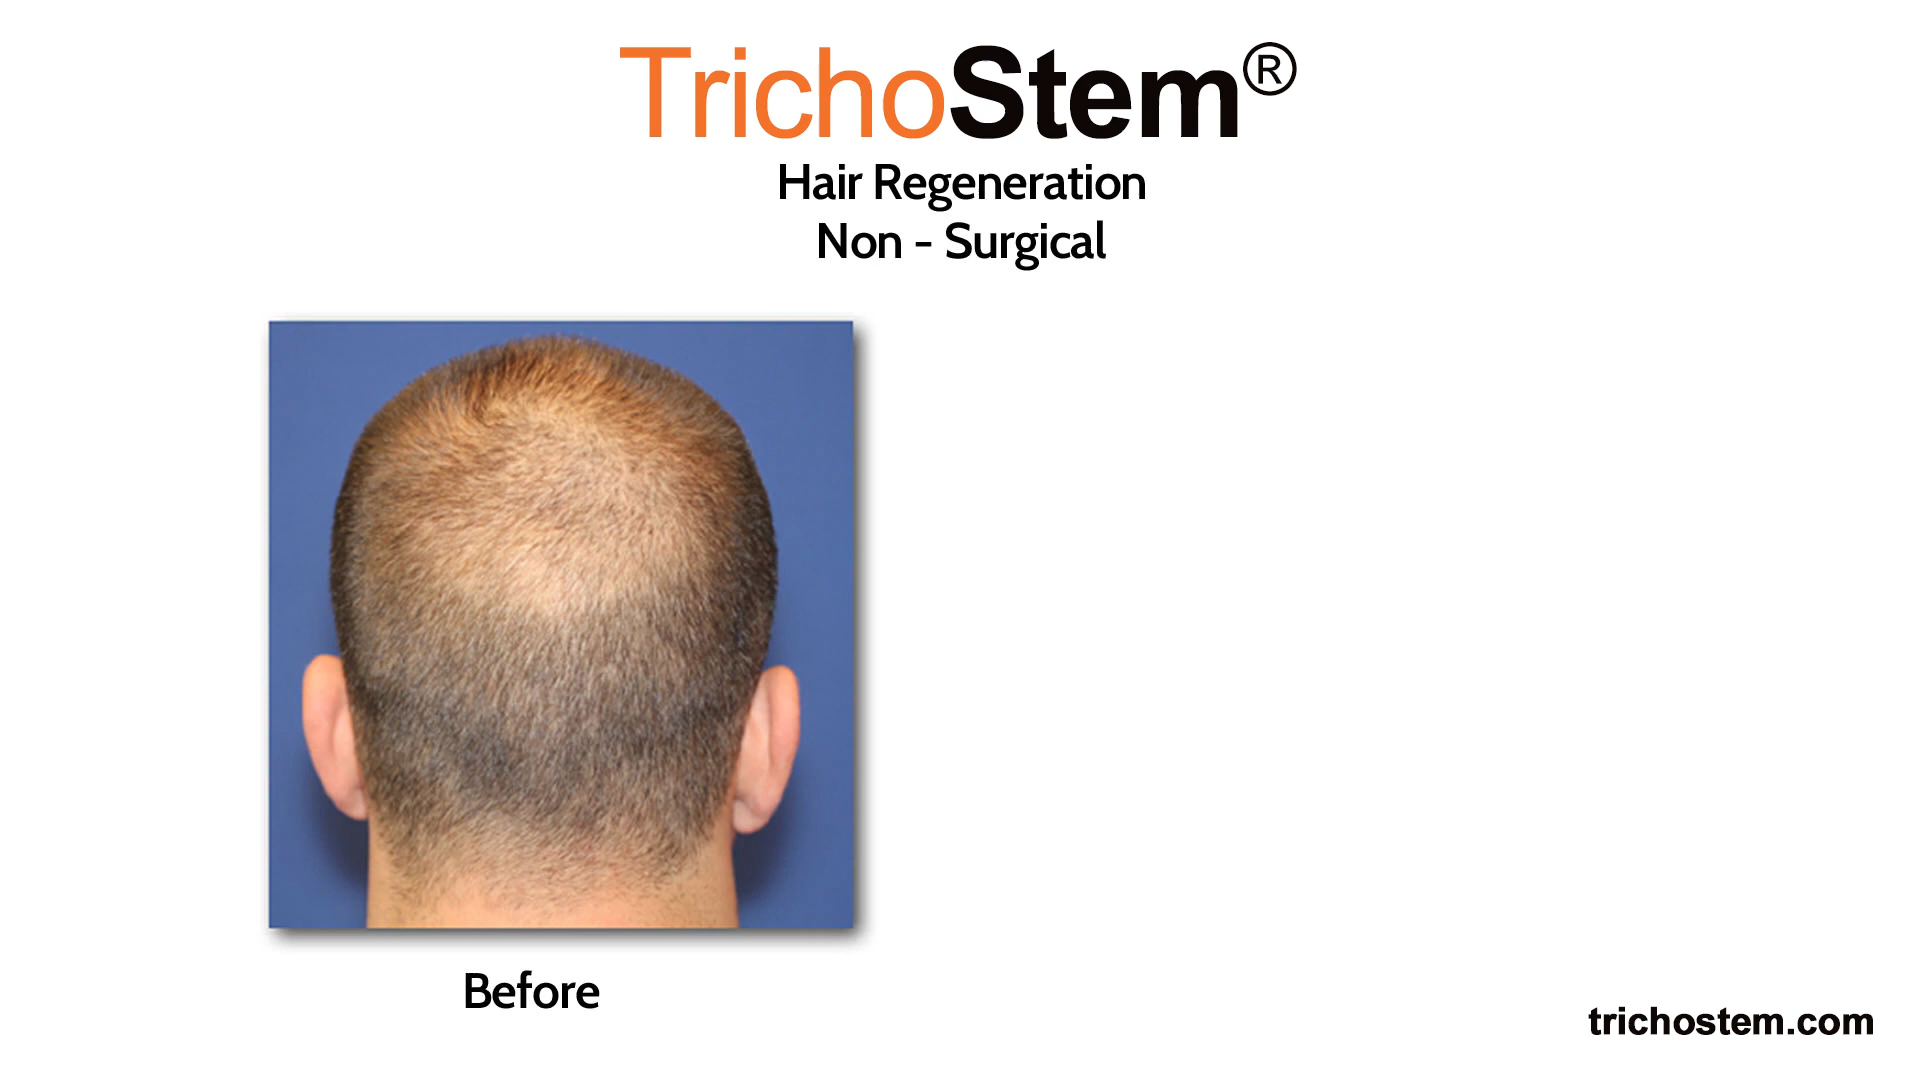 TrichoStem®
Hair Regeneration
Non - Surgical
Before
trichostem.com